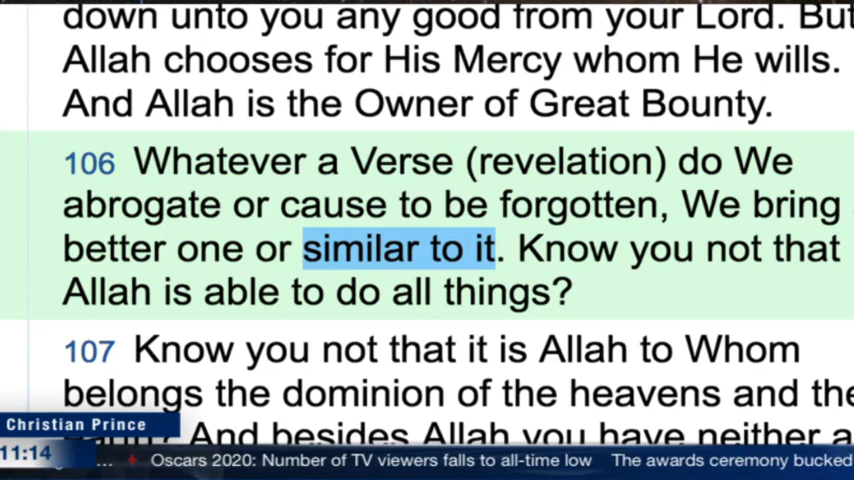 down unto you any good from your Lord. But
Allah chooses for His Mercy whom He wills.
And Allah is the Owner of Great Bounty.
106 Whatever a Verse (revelation) do We
abrogate or cause to be forgotten, We bring
better one or similar to it. Know you not that
Allah is able to do all things?
107 Know you not that it is Allah to Whom
belongs the dominion of the heavens and the
And besides Allah you have neither a
Christian Prince
11:14
... Oscars 2020: Number of TV viewers falls to all-time low The awards ceremony bucked